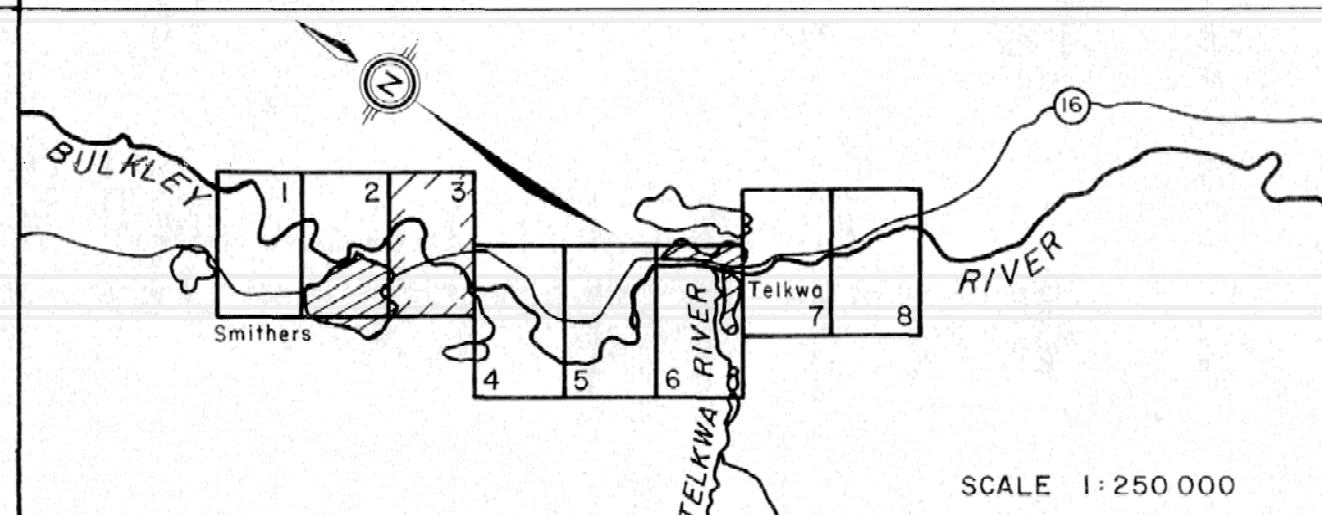 N
16
BULKLEY
1
2
3
RIVER
Telkwa
7
8
Smithers
4
5
6
TELKWA RIVER
SCALE 1:250 000